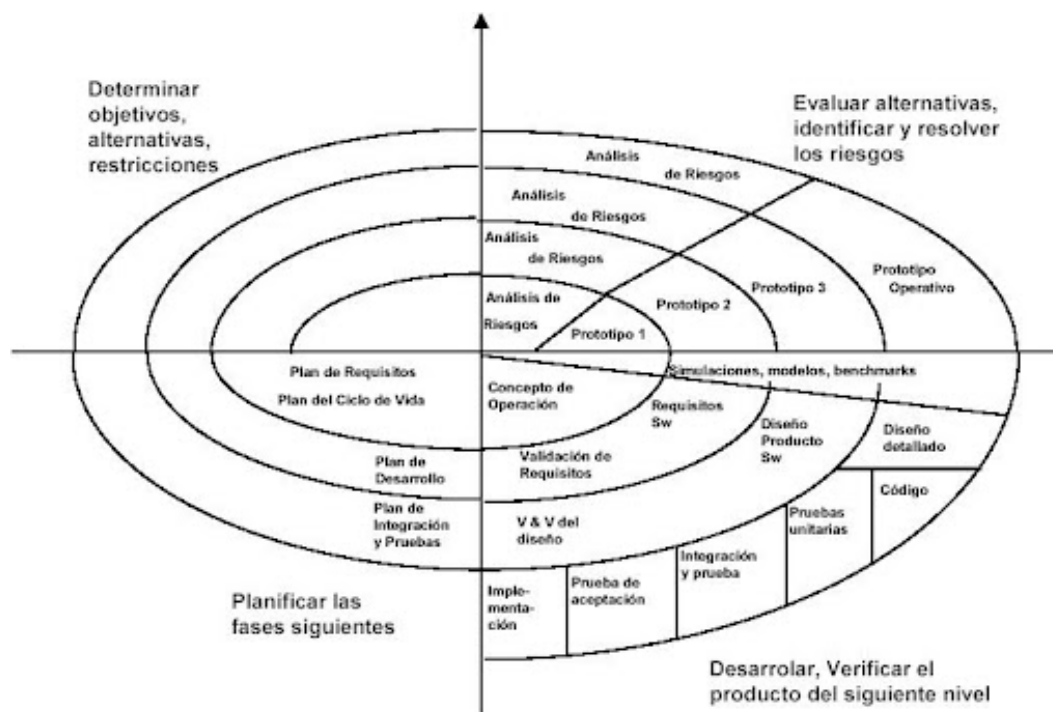 Determinar
objetivos,
alternativas,
restricciones
Evaluar alternativas,
identificar y resolver
los riesgos
Análisis
de Riesgos
Análisis
de Riesgos
Análisis
de Riesgos
Análisis de
Riesgos
Prototipo 1
Prototipo 2
Prototipo 3
Prototipo
Operativo
Simulaciones, modelos, benchmarks
Plan de Requisitos
Plan del Ciclo de Vida
Concepto de
Operación
Requisitos
Sw
Diseño
Producto
Sw
Diseño
detallado
Plan de
Desarrollo
Validación de
Requisitos
Código
Plan de
Integración
y Pruebas
V & V del
diseño
Pruebas
unitarias
Integración
y prueba
Prueba de
aceptación
Imple-
menta-
ción
Planificar las
fases siguientes
Desarrolar, Verificar el
producto del siguiente nivel